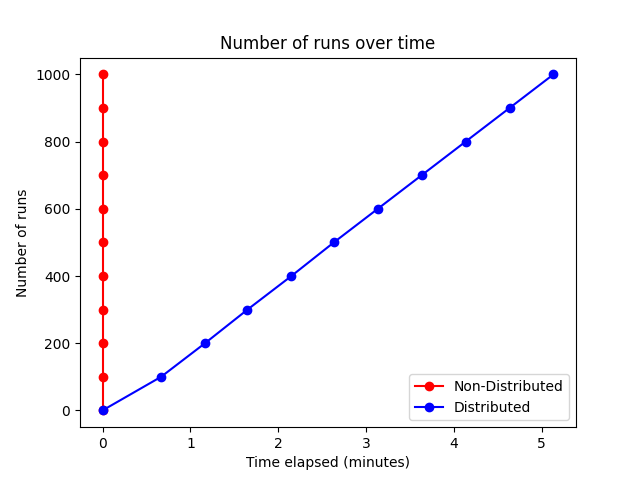 Number of runs over time
Number of runs
1000
800
600
400
200
0
0 1 2 3 4 5
Time elapsed (minutes)
Non-Distributed
Distributed